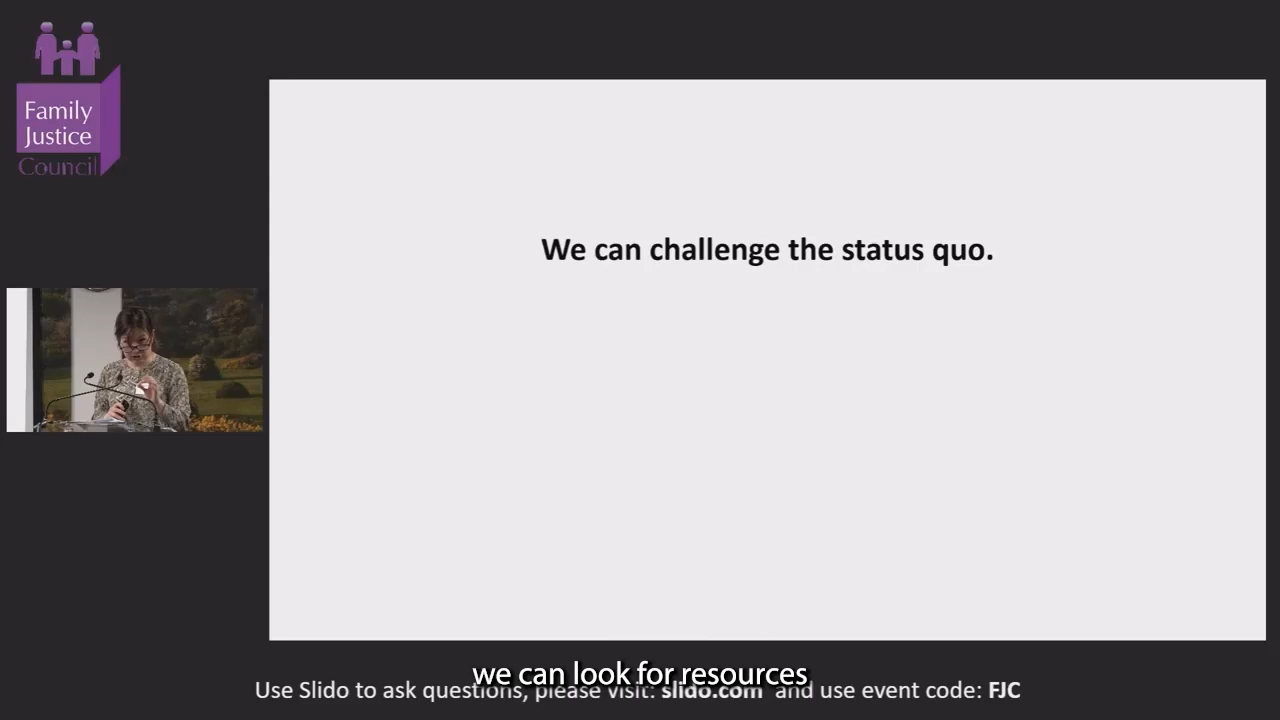 Family
Justice
Council
We can challenge the status quo.
we can look for resources
Use Slido to ask questions, please visit: slido.com and use event code: FJC